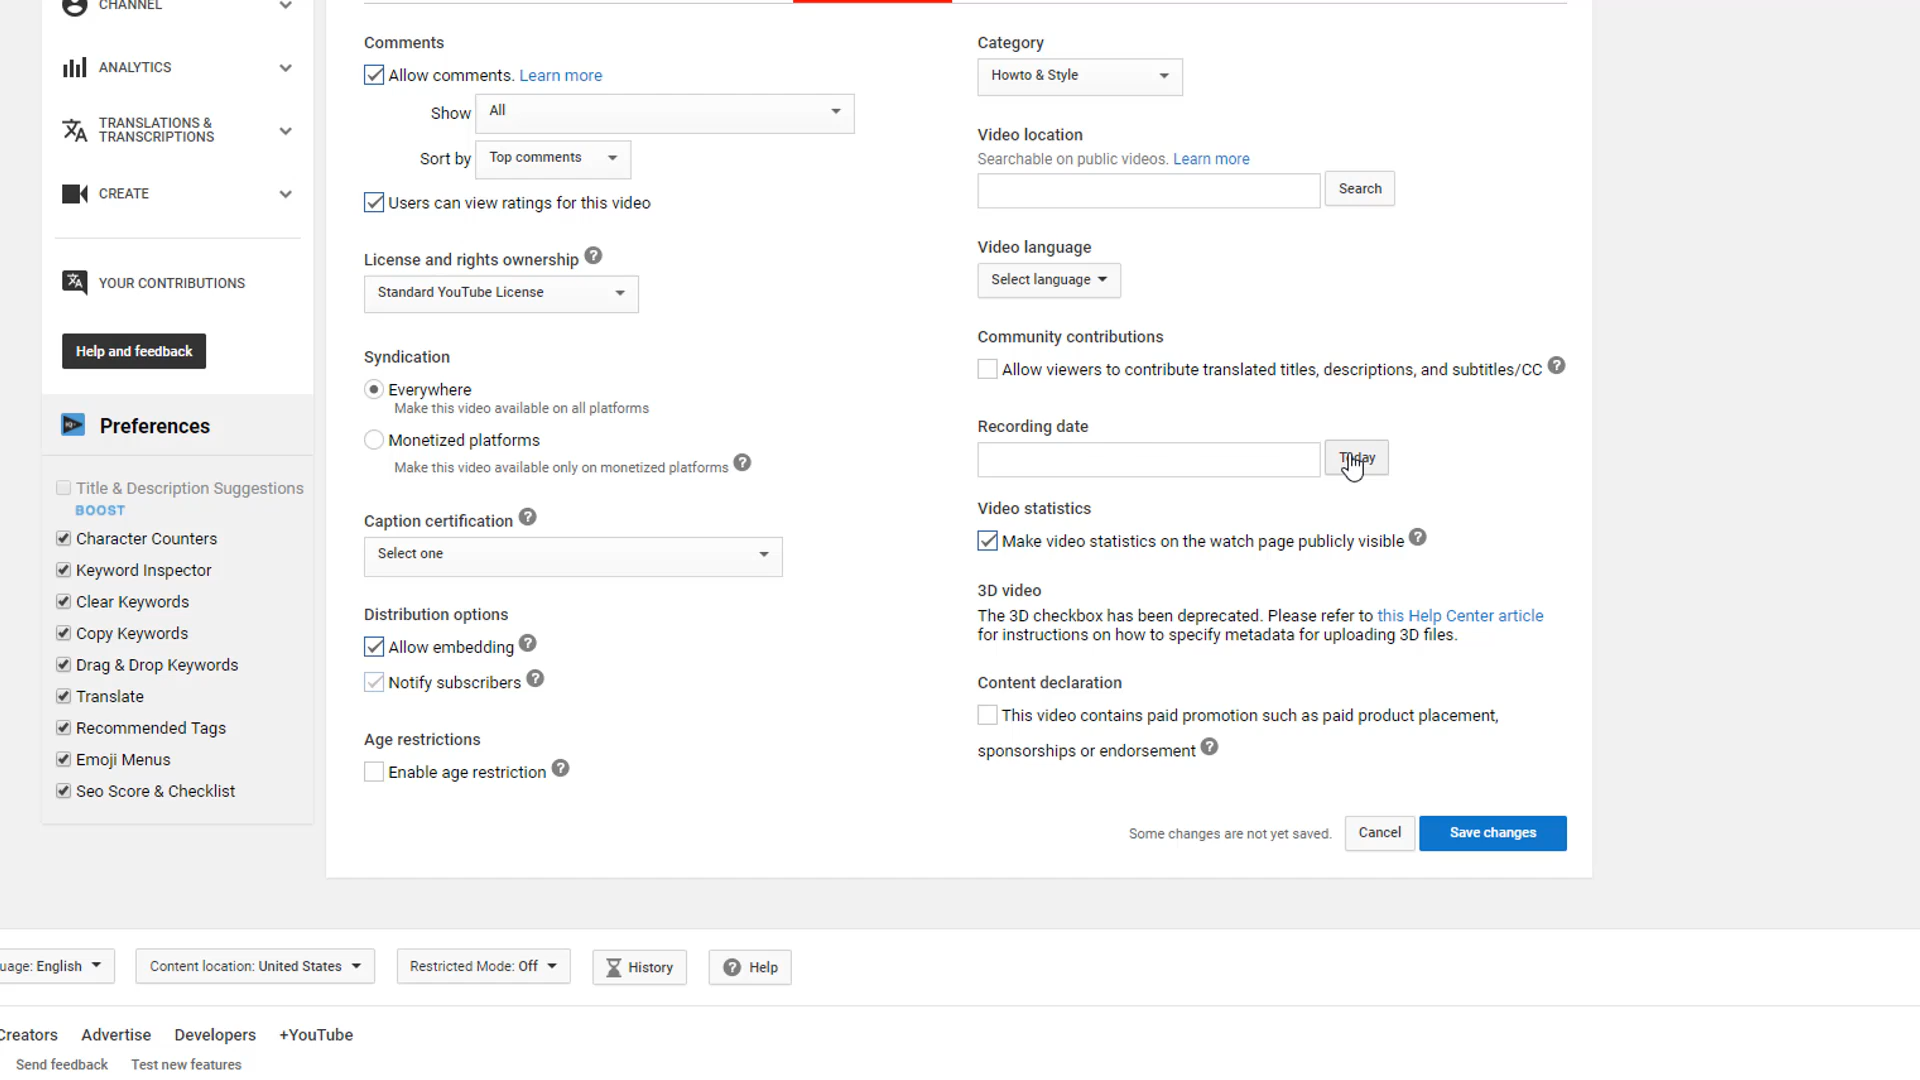 CHANNEL
ANALYTICS
TRANSLATIONS &
TRANSCRIPTIONS
CREATE
YOUR CONTRIBUTIONS
Help and feedback
Preferences
Title & Description Suggestions
BOOST
Character Counters
Keyword Inspector
Clear Keywords
Copy Keywords
Drag & Drop Keywords
Translate
Recommended Tags
Emoji Menus
Seo Score & Checklist
Comments
Allow comments. Learn more
Show All
Sort by Top comments
Users can view ratings for this video
License and rights ownership
Standard YouTube License
Syndication
Everywhere
Make this video available on all platforms
Monetized platforms
Make this video available only on monetized platforms
Caption certification
Select one
Distribution options
Allow embedding
Notify subscribers
Age restrictions
Enable age restriction
Category
Howto & Style
Video location
Searchable on public videos. Learn more
Search
Video language
Select language
Community contributions
Allow viewers to contribute translated titles, descriptions, and subtitles/CC
Recording date
Today
Video statistics
Make video statistics on the watch page publicly visible
3D video
The 3D checkbox has been deprecated. Please refer to this Help Center article
for instructions on how to specify metadata for uploading 3D files.
Content declaration
This video contains paid promotion such as paid product placement,
sponsorships or endorsement
Some changes are not yet saved. Cancel Save changes
uage: English Content location: United States Restricted Mode: Off History Help
Creators Advertise Developers +YouTube
Send feedback Test new features